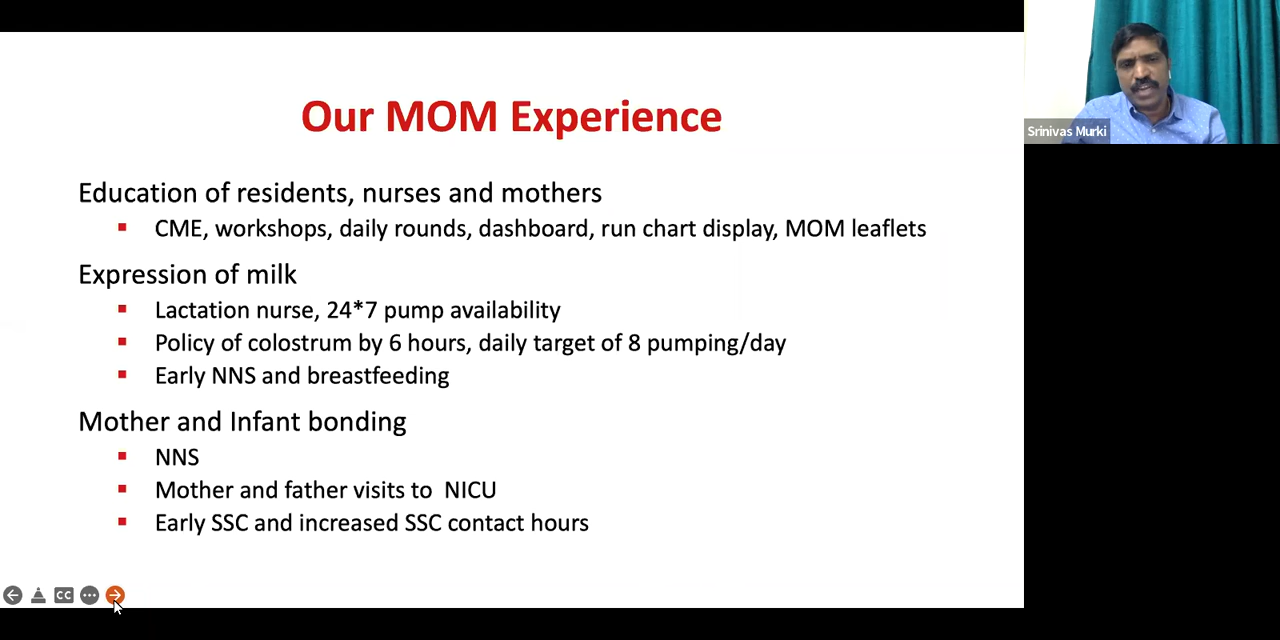 Our MOM Experience
Srinivas Murki
Education of residents, nurses and mothers
▪ CME, workshops, daily rounds, dashboard, run chart display, MOM leaflets
Expression of milk
▪ Lactation nurse, 24*7 pump availability
▪ Policy of colostrum by 6 hours, daily target of 8 pumping/day
▪ Early NNS and breastfeeding
Mother and Infant bonding
▪ NNS
▪ Mother and father visits to NICU
▪ Early SSC and increased SSC contact hours
CC